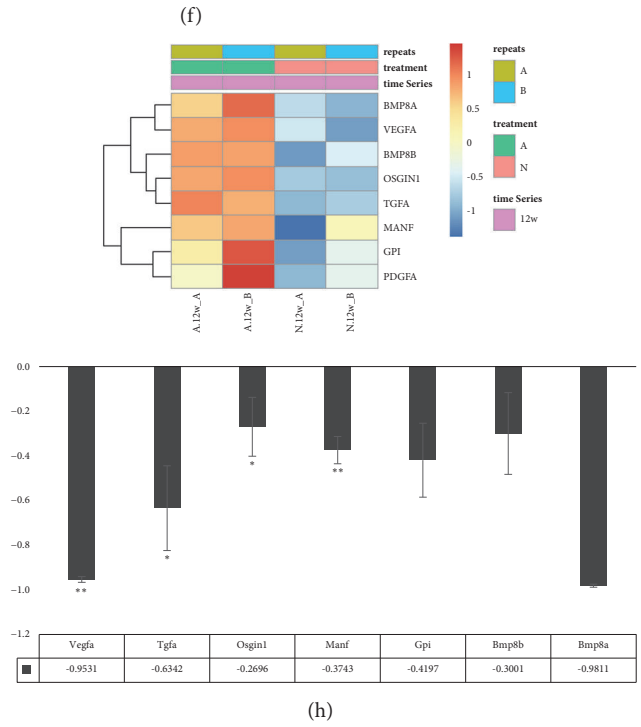 (f)
repeats
treatment
time Series
BMP8A
VEGFA
BMP8B
OSGIN1
TGFA
MANF
GPI
PDGFA
A.12w_A
A.12w_B
N.12w_A
N.12w_B
1
0.5
0
-0.5
-1
repeats
A
B
treatment
A
N
time Series
12w
0.0
−0.2
−0.4
−0.6
−0.8
−1.0
−1.2
**
*
*
**
Vegfa Tgfa Osgin1 Manf Gpi Bmp8b Bmp8a
-0.9531 -0.6342 -0.2696 -0.3743 -0.4197 -0.3001 -0.9811
(h)